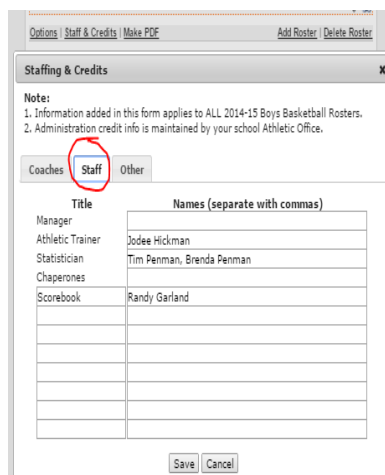 Options | Staff & Credits | Make PDF Add Roster | Delete Roster
Staffing & Credits x
Note:
1. Information added in this form applies to ALL 2014-15 Boys Basketball Rosters.
2. Administration credit info is maintained by your school Athletic Office.
Coaches Staff Other
Title Names (separate with commas)
Manager
Athletic Trainer Jodee Hickman
Statistician Tim Penman, Brenda Penman
Chaperones
Scorebook Randy Garland
Save Cancel